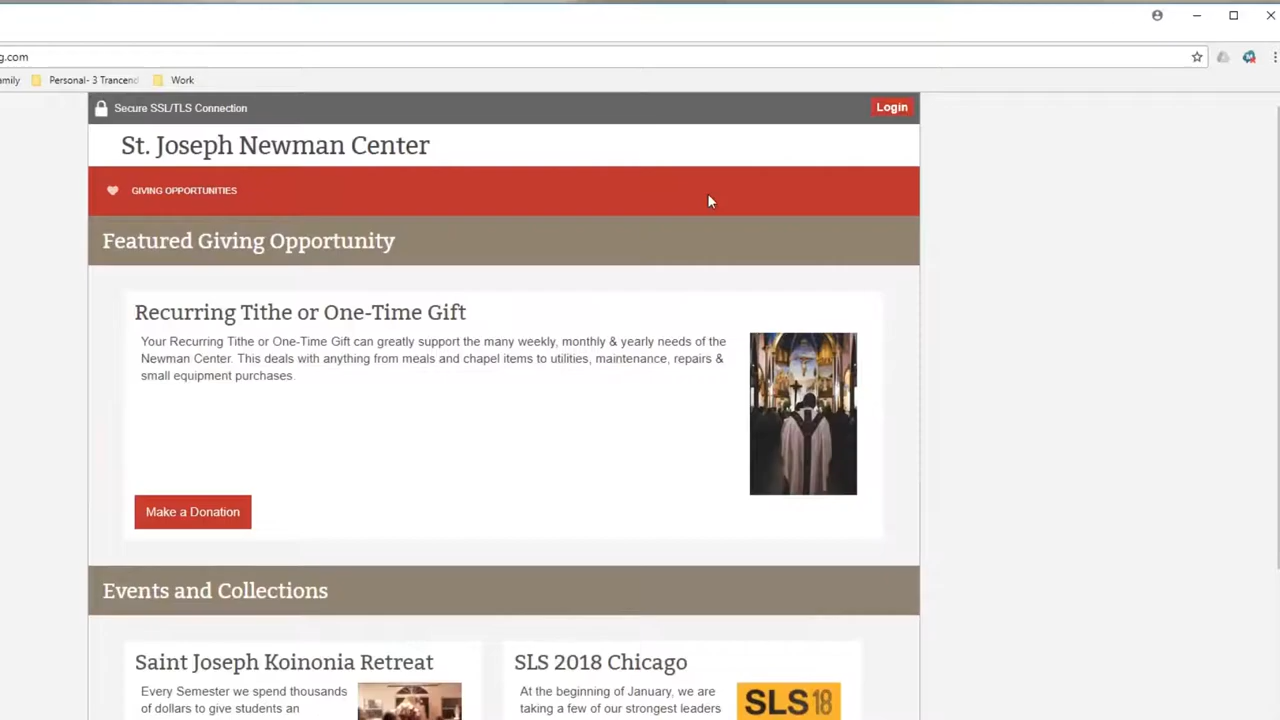 g.com
amily Personal- 3 Trancend Work
Secure SSL/TLS Connection Login
St. Joseph Newman Center
GIVING OPPORTUNITIES
Featured Giving Opportunity
Recurring Tithe or One-Time Gift
Your Recurring Tithe or One-Time Gift can greatly support the many weekly, monthly & yearly needs of the
Newman Center. This deals with anything from meals and chapel items to utilities, maintenance, repairs &
small equipment purchases.
Make a Donation
Events and Collections
Saint Joseph Koinonia Retreat
Every Semester we spend thousands
of dollars to give students an
SLS 2018 Chicago
At the beginning of January, we are
taking a few of our strongest leaders
SLS18